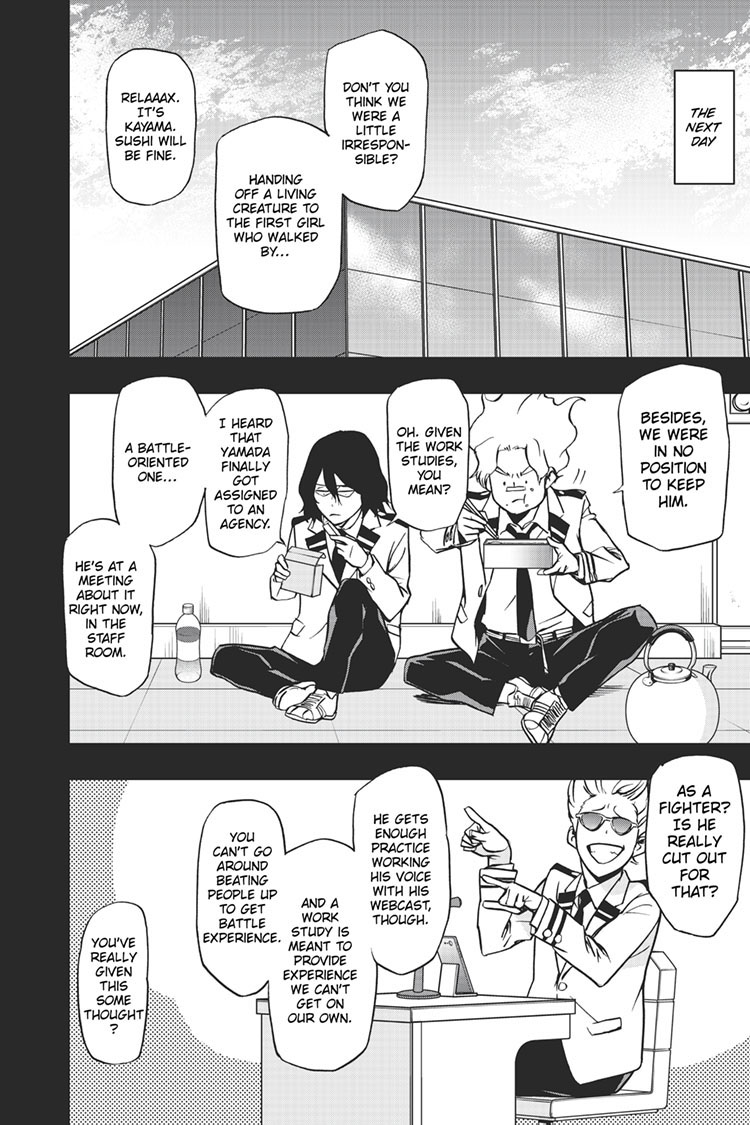 THE
NEXT
DAY
DON'T YOU
THINK WE
WERE A
LITTLE
IRRESPON-
SIBLE?
HANDING
OFF A LIVING
CREATURE TO
THE FIRST GIRL
WHO WALKED
BY...
RELAAAX.
IT'S
KAYAMA.
SUSHI WILL
BE FINE.
BESIDES,
WE WERE
IN NO
POSITION
TO KEEP
HIM.
OH. GIVEN
THE WORK
STUDIES,
YOU
MEAN?
I HEARD
THAT
YAMADA
FINALLY
GOT
ASSIGNED
TO AN
AGENCY.
A BATTLE-
ORIENTED
ONE...
HE'S AT A
MEETING
ABOUT IT
RIGHT NOW,
IN THE
STAFF
ROOM.
AS A
FIGHTER?
IS HE
REALLY
CUT OUT
FOR
THAT?
HE GETS
ENOUGH
PRACTICE
WORKING
HIS VOICE
WITH HIS
WEBCAST,
THOUGH.
AND A
WORK
STUDY IS
MEANT TO
PROVIDE
EXPERIENCE
WE CAN'T
GET ON
OUR OWN.
YOU
CAN'T GO
AROUND
BEATING
PEOPLE UP
TO GET
BATTLE
EXPERIENCE.
YOU'VE
REALLY
GIVEN
THIS
SOME
THOUGHT
?